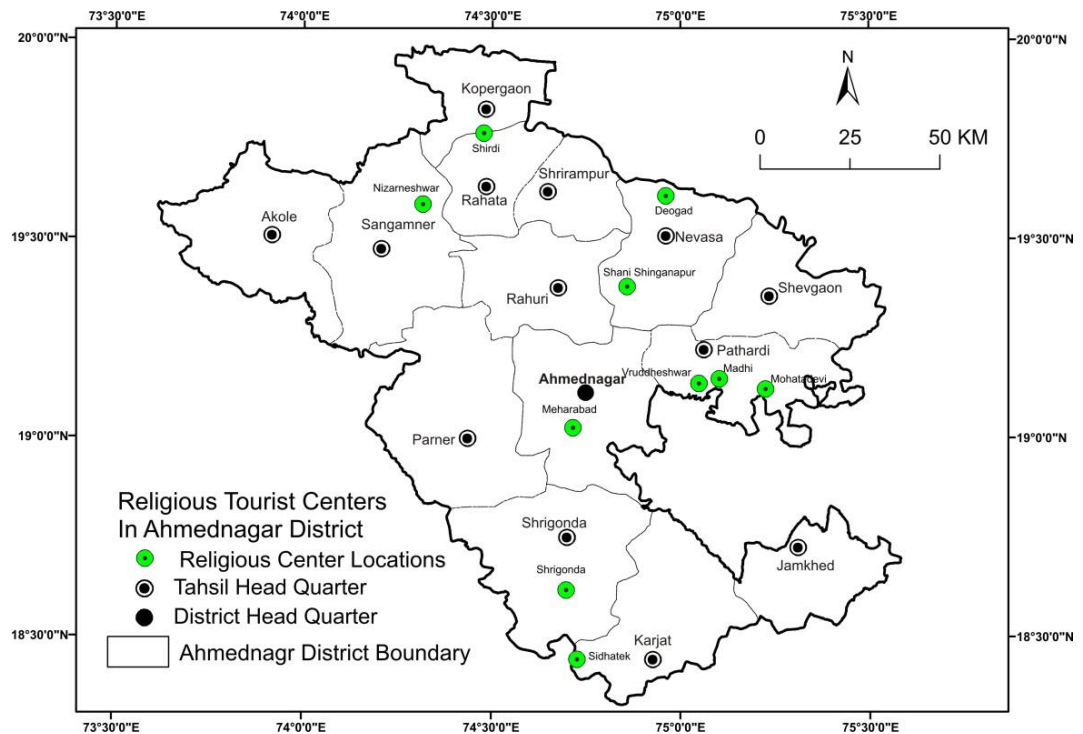 73°30'0"E 74°0'0"E 74°30'0"E 75°0'0"E 75°30'0"E
20°0'0"N
20°0'0"N
N
0 25 50 KM
Kopergaon
Shirdi
Shrirampur
Nizarneshwar
Rahata
Deogad
Akole
Sangamner
Nevasa
19°30'0"N
19°30'0"N
Shani Shinganapur
Rahuri
Shevgaon
Pathardi
Vruddheshwar
Madhi
Mohatadevi
Ahmednagar
Meharabad
Parner
19°0'0"N
19°0'0"N
Religious Tourist Centers
In Ahmednagar District
Religious Center Locations
Tahsil Head Quarter
District Head Quarter
Ahmednagr District Boundary
Shrigonda
Shrigonda
Jamkhed
18°30'0"N
18°30'0"N
Karjat
Sidhatek
73°30'0"E 74°0'0"E 74°30'0"E 75°0'0"E 75°30'0"E